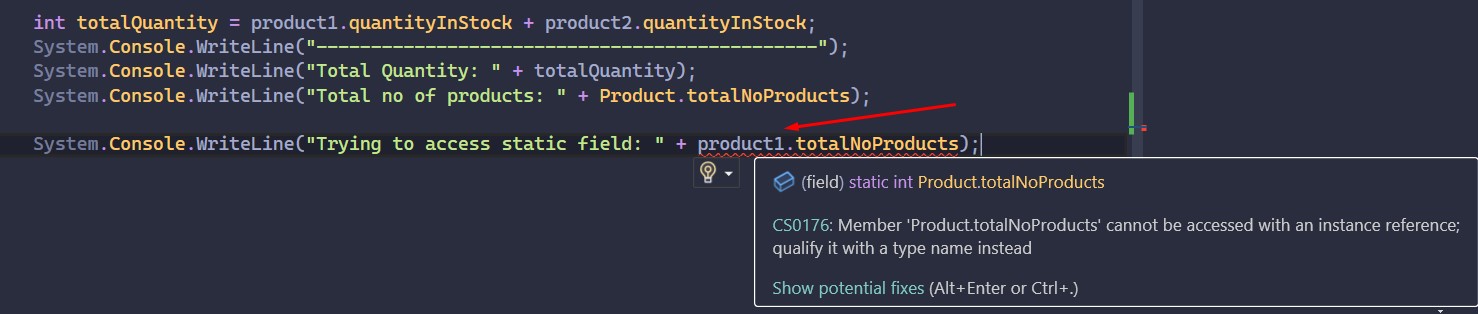 int totalQuantity = product1.quantityInStock + product2.quantityInStock;
System.Console.WriteLine("----------------------------------------------");
System.Console.WriteLine("Total Quantity: " + totalQuantity);
System.Console.WriteLine("Total no of products: " + Product.totalNoProducts);
System.Console.WriteLine("Trying to access static field: " + product1.totalNoProducts);
(field) static int Product.totalNoProducts
CS0176: Member 'Product.totalNoProducts' cannot be accessed with an instance reference;
qualify it with a type name instead
Show potential fixes (Alt+Enter or Ctrl+.)